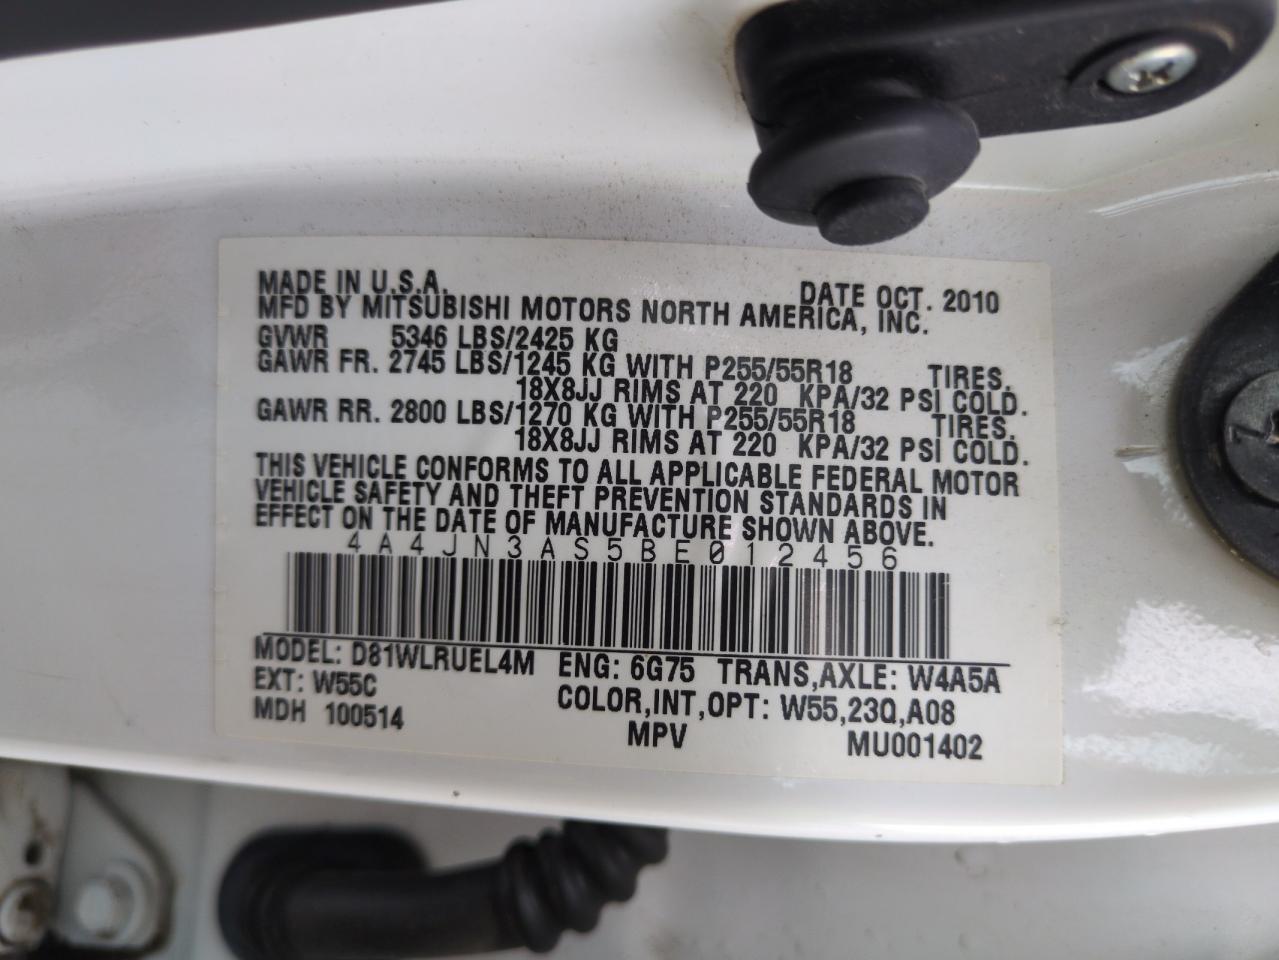 MADE IN U.S.A. DATE OCT. 2010
MFD BY MITSUBISHI MOTORS NORTH AMERICA, INC.
GVWR 5346 LBS/2425 KG
GAWR FR. 2745 LBS/1245 KG WITH P255/55R18 TIRES.
18X8JJ RIMS AT 220 KPA/32 PSI COLD.
GAWR RR. 2800 LBS/1270 KG WITH P255/55R18 TIRES.
18X8JJ RIMS AT 220 KPA/32 PSI COLD.
THIS VEHICLE CONFORMS TO ALL APPLICABLE FEDERAL MOTOR
VEHICLE SAFETY AND THEFT PREVENTION STANDARDS IN
EFFECT ON THE DATE OF MANUFACTURE SHOWN ABOVE.
4A4JN3AS5BE012456
MODEL: D81WLRUEL4M ENG: 6G75 TRANS,AXLE: W4A5A
EXT: W55C COLOR,INT,OPT: W55,23Q,A08
MDH 100514 MPV MU001402